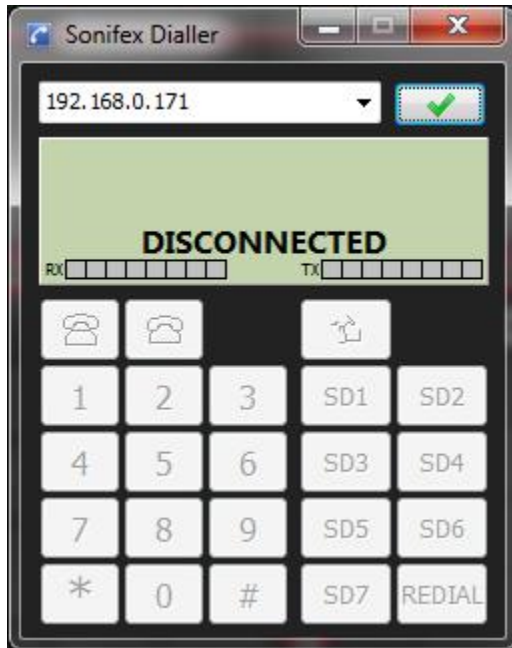 Sonifex Dialler
192.168.0.171
DISCONNECTED
RX TX
1 2 3 SD1 SD2
4 5 6 SD3 SD4
7 8 9 SD5 SD6
* 0 # SD7 REDIAL